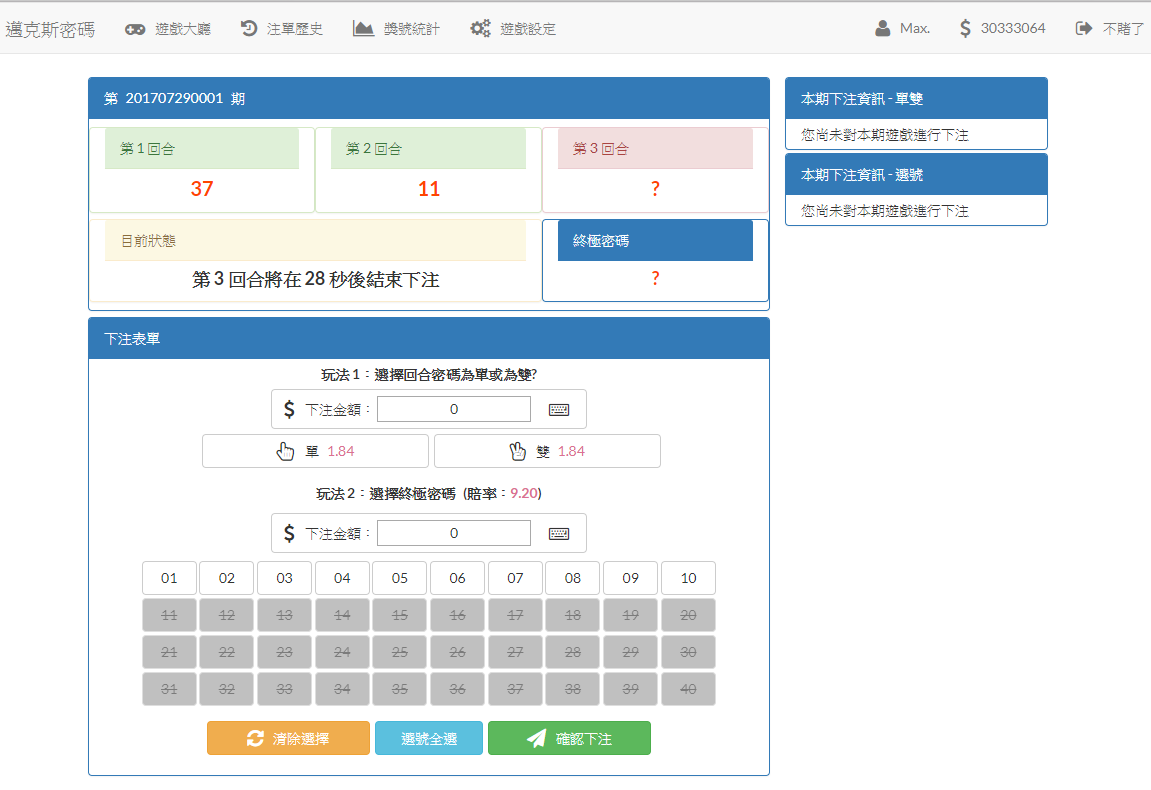 邁克斯密碼 遊戲大廳 注單歷史 獎號統計 遊戲設定 Max. 30333064 不賭了
第 201707290001 期
第 1 回合 第 2 回合 第 3 回合
37 11 ?
目前狀態 終極密碼
第 3 回合將在 28 秒後結束下注 ?
下注表單
玩法 1：選擇回合密碼為單或為雙?
$ 下注金額： 0
單 1.84 雙 1.84
玩法 2：選擇終極密碼 (賠率：9.20)
$ 下注金額： 0
01 02 03 04 05 06 07 08 09 10
11 12 13 14 15 16 17 18 19 20
21 22 23 24 25 26 27 28 29 30
31 32 33 34 35 36 37 38 39 40
清除選擇 選號全選 確認下注
本期下注資訊 - 單雙
您尚未對本期遊戲進行下注
本期下注資訊 - 選號
您尚未對本期遊戲進行下注